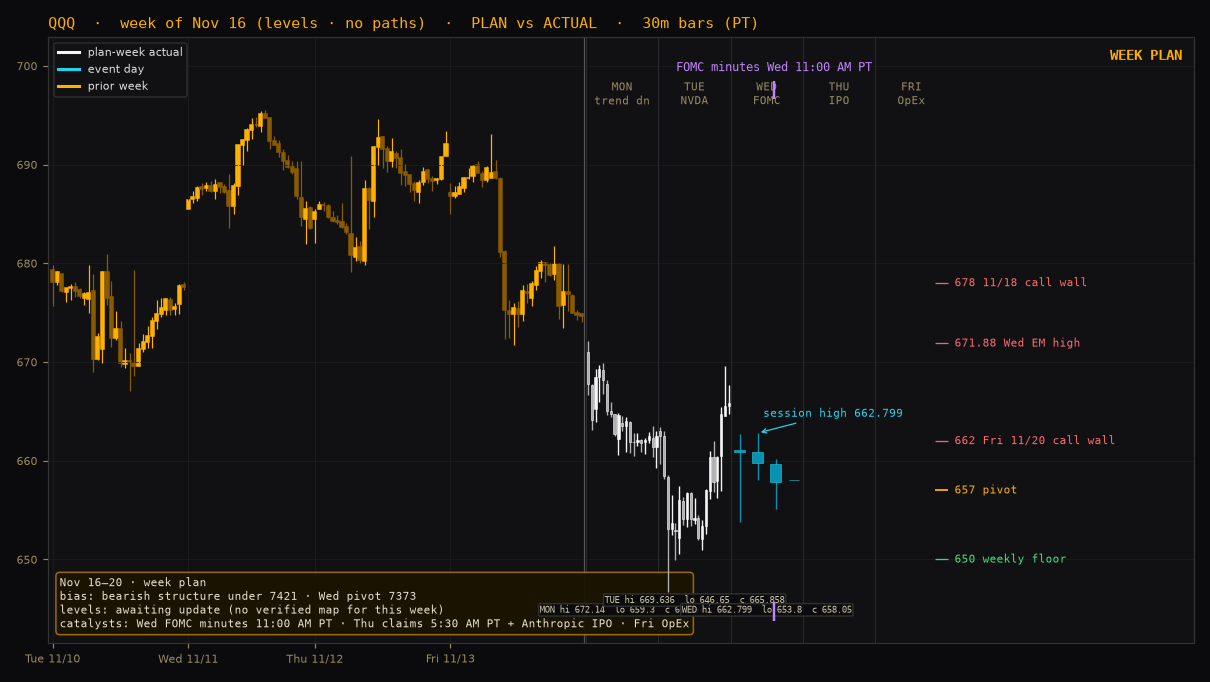 QQQ · week of Nov 16 (levels · no paths) · PLAN vs ACTUAL · 30m bars (PT)
plan-week actual
event day
prior week
WEEK PLAN
FOMC minutes Wed 11:00 AM PT
MON
trend dn
TUE
NVDA
WED
FOMC
THU
IPO
FRI
OpEx
700
690
680
670
660
650
session high 662.799
678 11/18 call wall
671.88 Wed EM high
662 Fri 11/20 call wall
657 pivot
650 weekly floor
Nov 16–20 · week plan
bias: bearish structure under 7421 · Wed pivot 7373
levels: awaiting update (no verified map for this week)
catalysts: Wed FOMC minutes 11:00 AM PT · Thu claims 5:30 AM PT + Anthropic IPO · Fri OpEx
TUE hi 669.636 lo 646.65 c 665.858
MON hi 672.14 lo 659.3 c
WED hi 662.799 lo 653.8 c 658.05
Tue 11/10
Wed 11/11
Thu 11/12
Fri 11/13